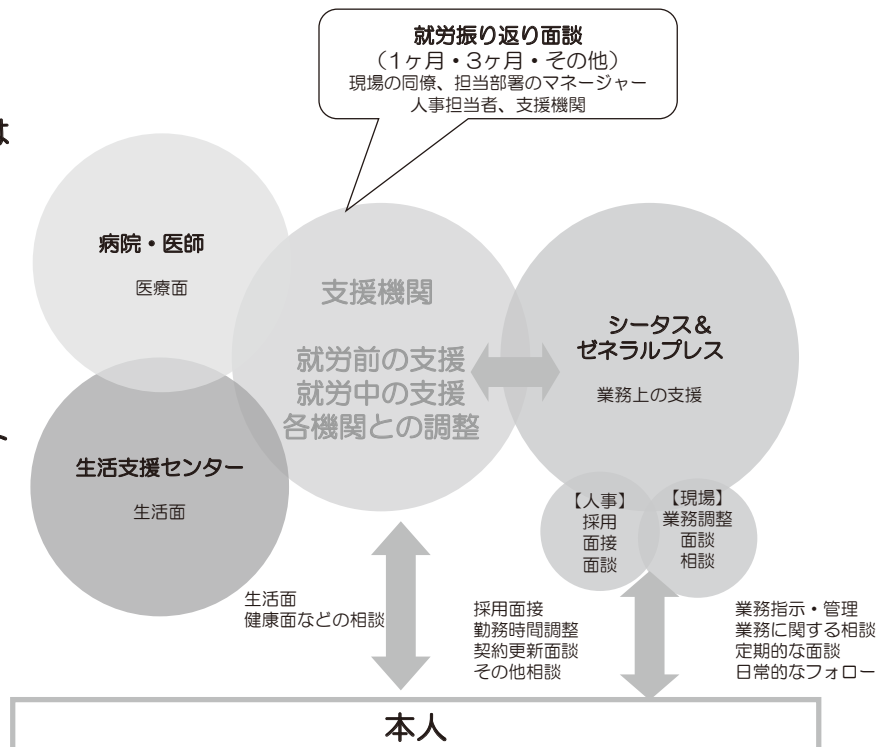 就労振り返り面談
（1ヶ月・3ヶ月・その他）
現場の同僚、担当部署のマネージャー
人事担当者、支援機関
は
病院・医師
医療面
支援機関
就労前の支援
就労中の支援
各機関との調整
シータス＆
ゼネラルプレス
業務上の支援
生活支援センター
生活面
【人事】
採用
面接
面談
【現場】
業務調整
面談
相談
生活面
健康面などの相談
採用面接
勤務時間調整
契約更新面談
その他相談
業務指示・管理
業務に関する相談
定期的な面談
日常的なフォロー
本人